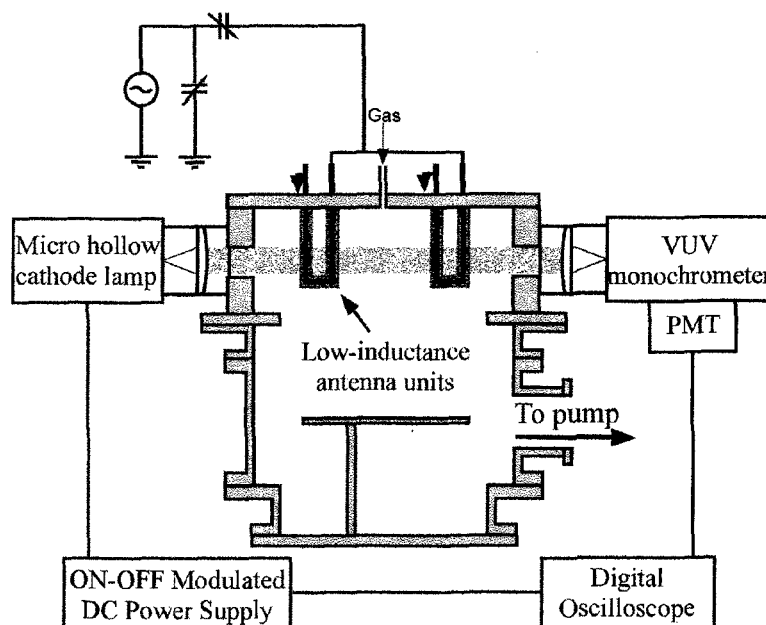 Gas
Micro hollow
cathode lamp
VUV
monochrometer
PMT
Low-inductance
antenna units
To pump
ON-OFF Modulated
DC Power Supply
Digital
Oscilloscope